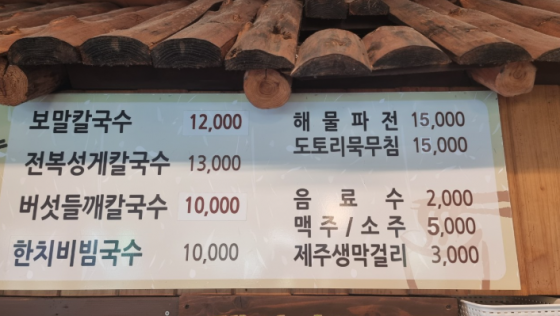 보말칼국수 12,000
전복성게칼국수 13,000
버섯들깨칼국수 10,000
한치비빔국수 10,000
해물파전 15,000
도토리묵무침 15,000
음료수 2,000
맥주/소주 5,000
제주생막걸리 3,000